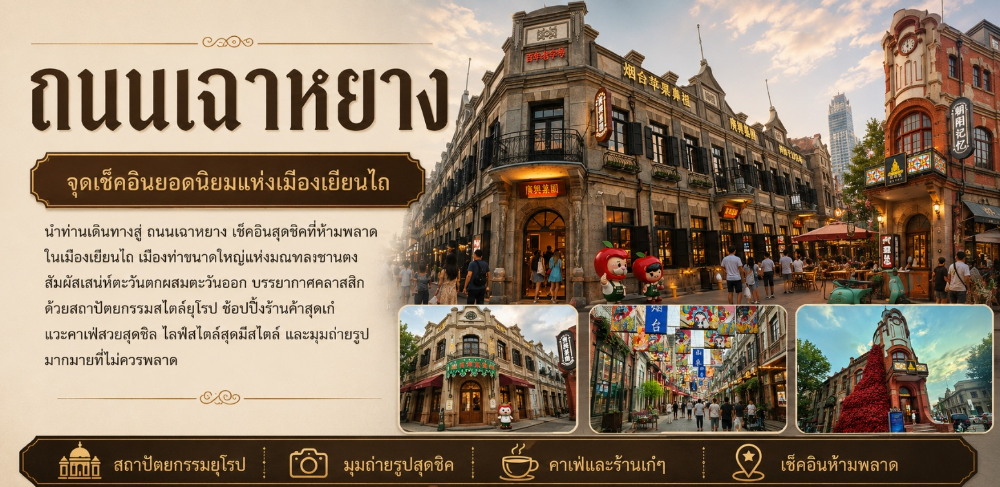 ถนนเฉาหยาง
จุดเช็คอินยอดนิยมแห่งเมืองเยียนไถ
นำท่านเดินทางสู่ ถนนเฉาหยาง เช็คอินสุดชิคที่ห้ามพลาด
ในเมืองเยียนไถ เมืองท่าขนาดใหญ่แห่งมณฑลซานตง
สัมผัสเสน่ห์ตะวันตกผสมตะวันออก บรรยากาศคลาสสิก
ด้วยสถาปัตยกรรมสไตล์ยุโรป ช้อปปิ้งร้านค้าสุดเก๋
แวะคาเฟ่สวยสุดชิล ไลฟ์สไตล์สุดมีสไตล์ และมุมถ่ายรูป
มากมายที่ไม่ควรพลาด
百年老字号
烟台苹果鼻祖
廣興菓園
廣興菓園
廣興菓園
朝阳记忆
烟台
สถาปัตยกรรมยุโรป
มุมถ่ายรูปสุดชิค
คาเฟ่และร้านเก๋ๆ
เช็คอินห้ามพลาด